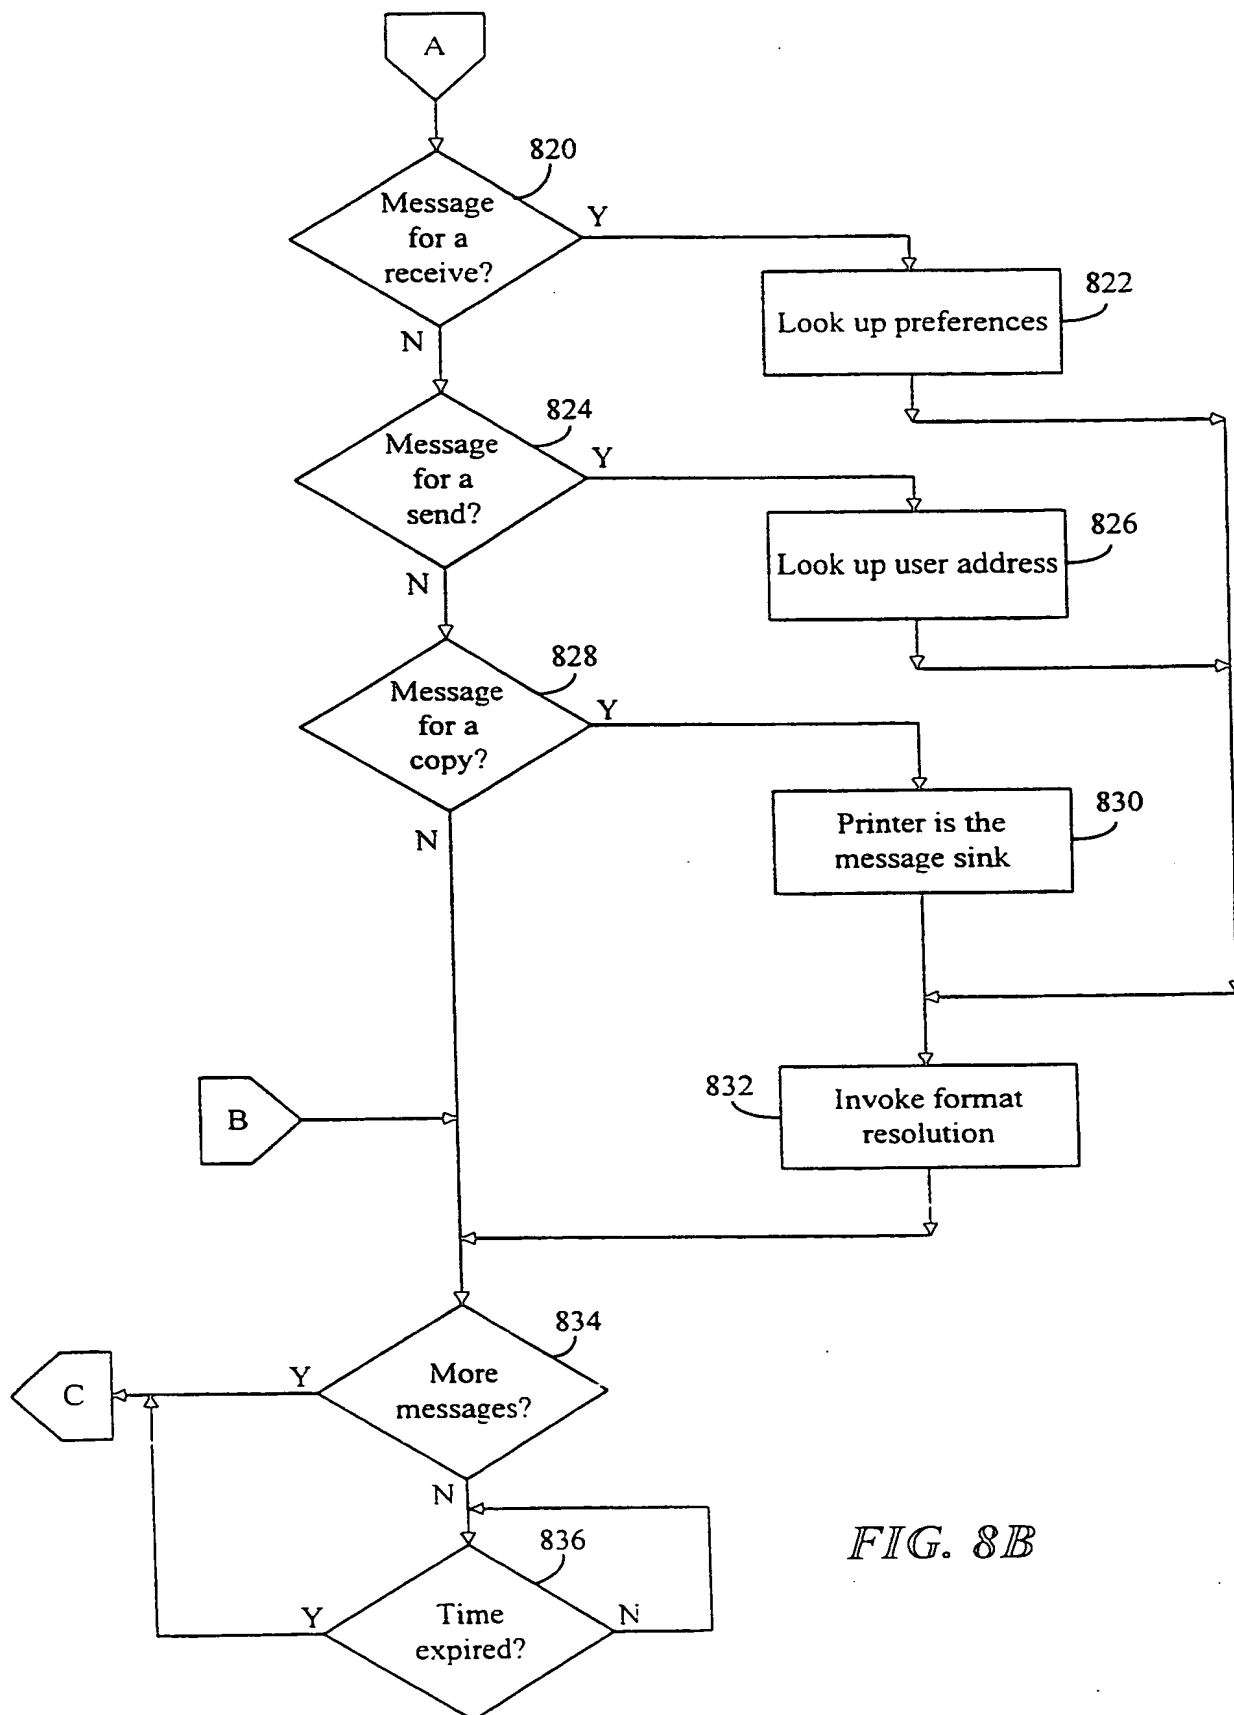 A
820
Message
for a
receive?
Y
N
822
Look up preferences
824
Message
for a
send?
Y
N
826
Look up user address
828
Message
for a
copy?
Y
N
830
Printer is the
message sink
B
832
Invoke format
resolution
834
More
messages?
Y
C
N
836
Time
expired?
Y
N
FIG. 8B